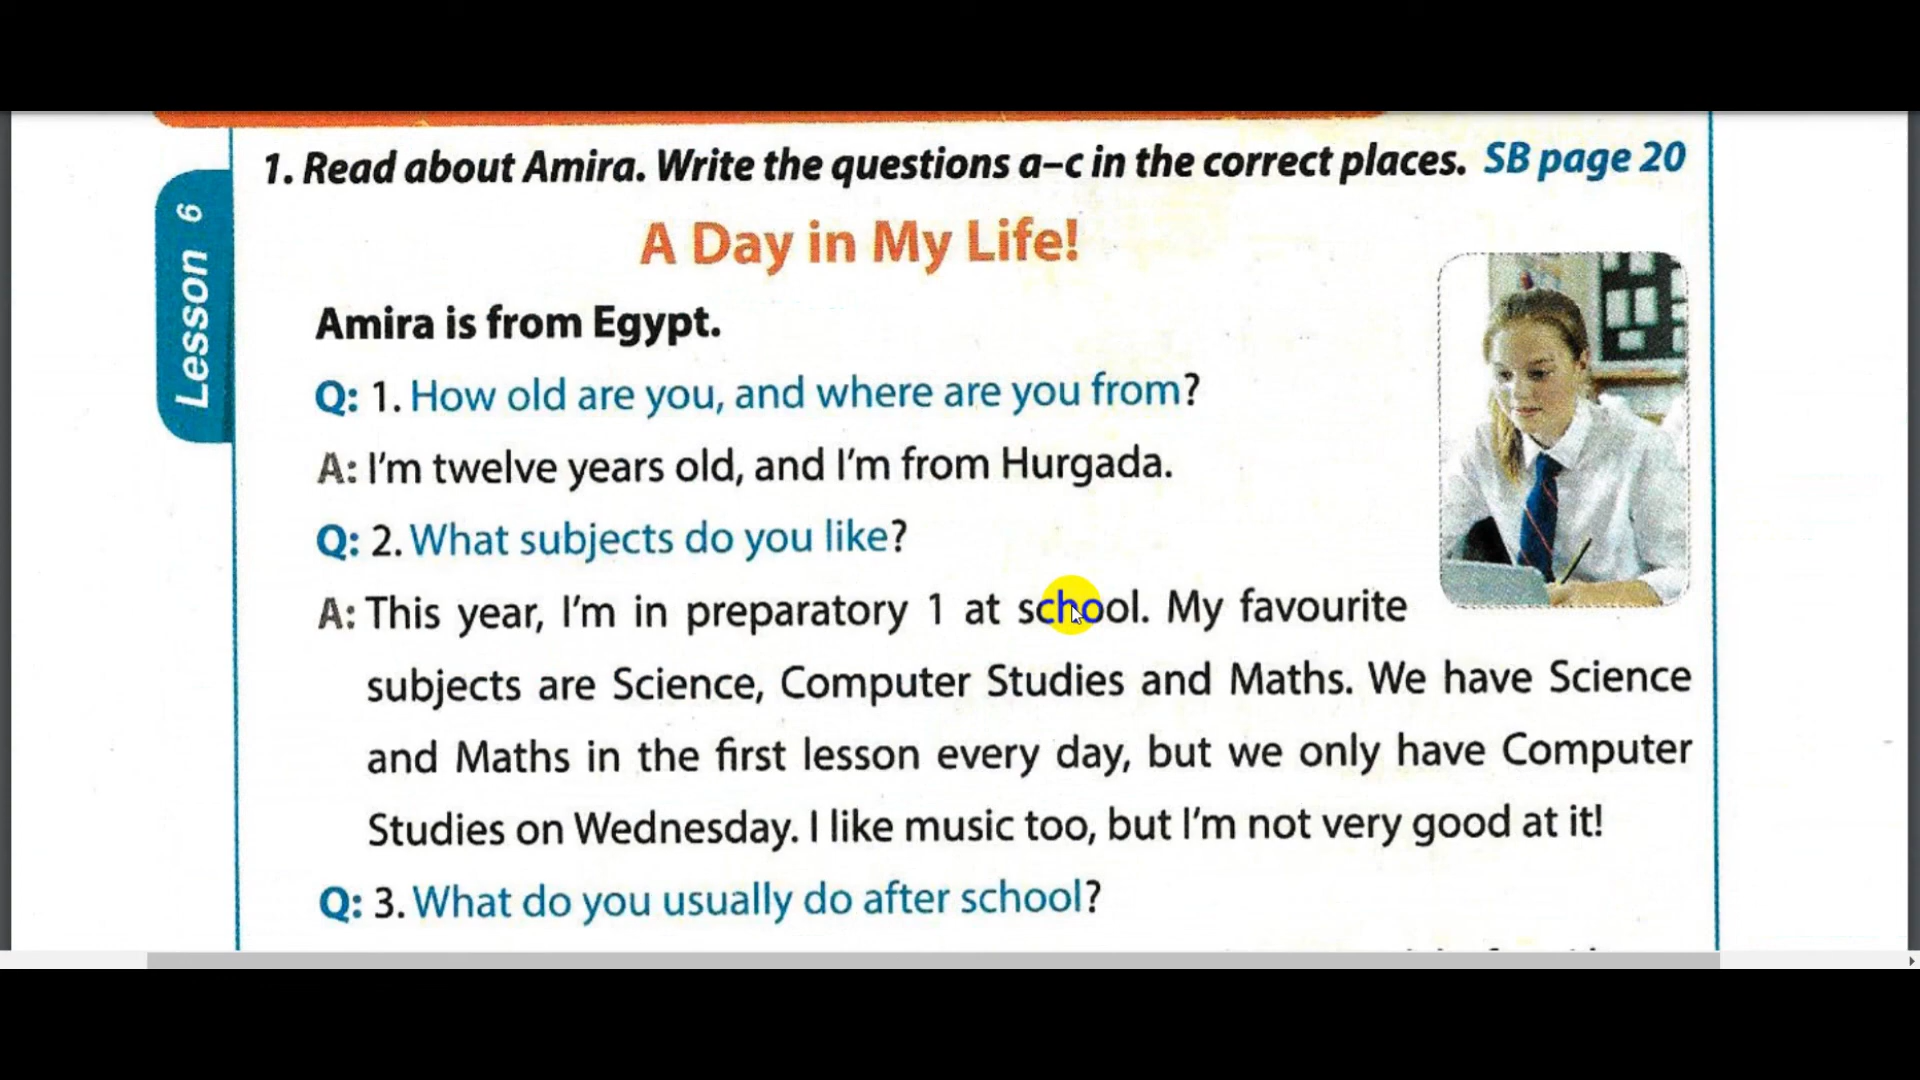 Lesson 6
1. Read about Amira. Write the questions a–c in the correct places. SB page 20
A Day in My Life!
Amira is from Egypt.
Q: 1. How old are you, and where are you from?
A: I'm twelve years old, and I'm from Hurgada.
Q: 2. What subjects do you like?
A: This year, I'm in preparatory 1 at school. My favourite
subjects are Science, Computer Studies and Maths. We have Science
and Maths in the first lesson every day, but we only have Computer
Studies on Wednesday. I like music too, but I'm not very good at it!
Q: 3. What do you usually do after school?